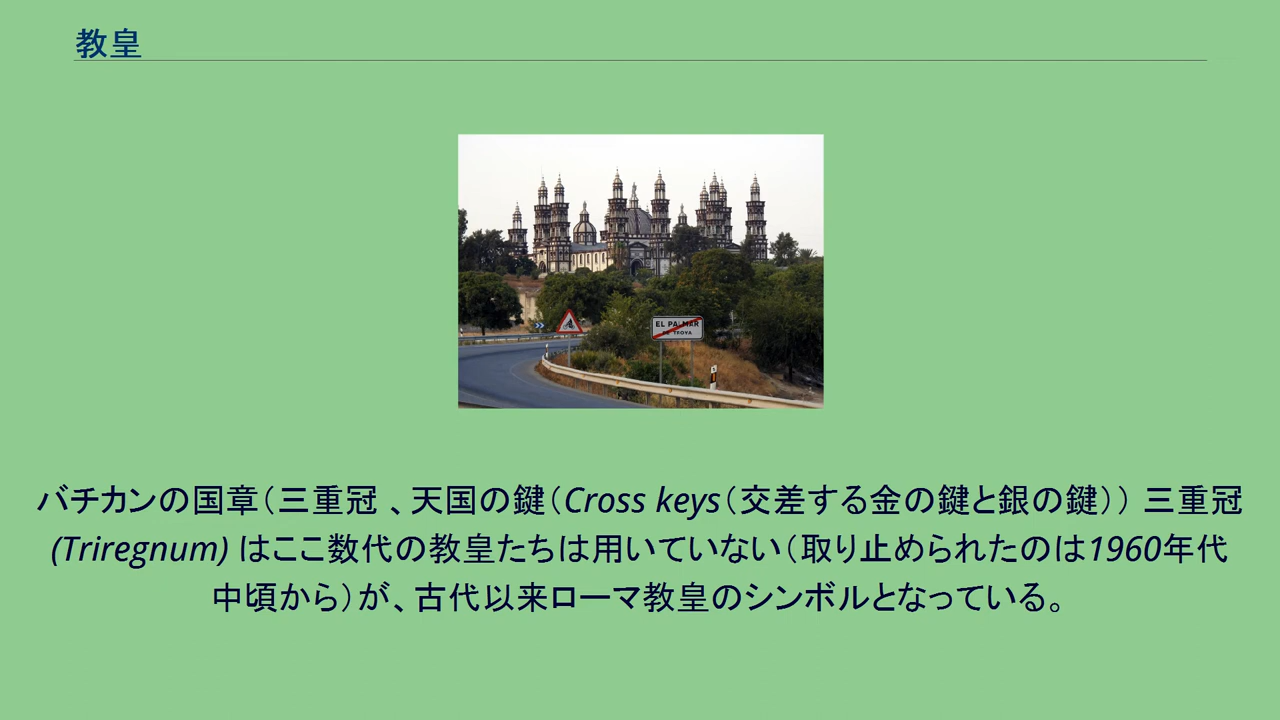 教皇
EL PALMAR
DE TROYA
バチカンの国章（三重冠 、天国の鍵（Cross keys（交差する金の鍵と銀の鍵）） 三重冠
(Triregnum) はここ数代の教皇たちは用いていない（取り止められたのは1960年代
中頃から）が、古代以来ローマ教皇のシンボルとなっている。